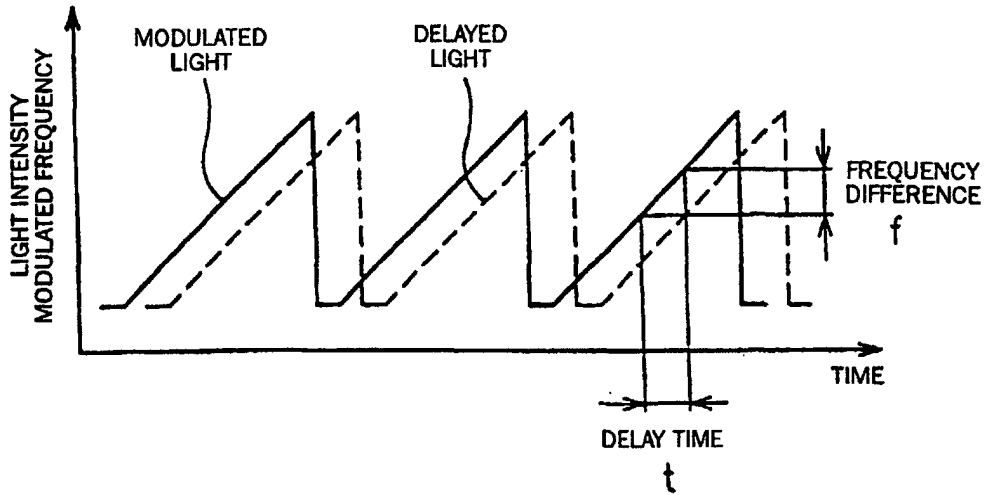 MODULATED
LIGHT
DELAYED
LIGHT
LIGHT INTENSITY
MODULATED FREQUENCY
FREQUENCY
DIFFERENCE
f
TIME
DELAY TIME
t